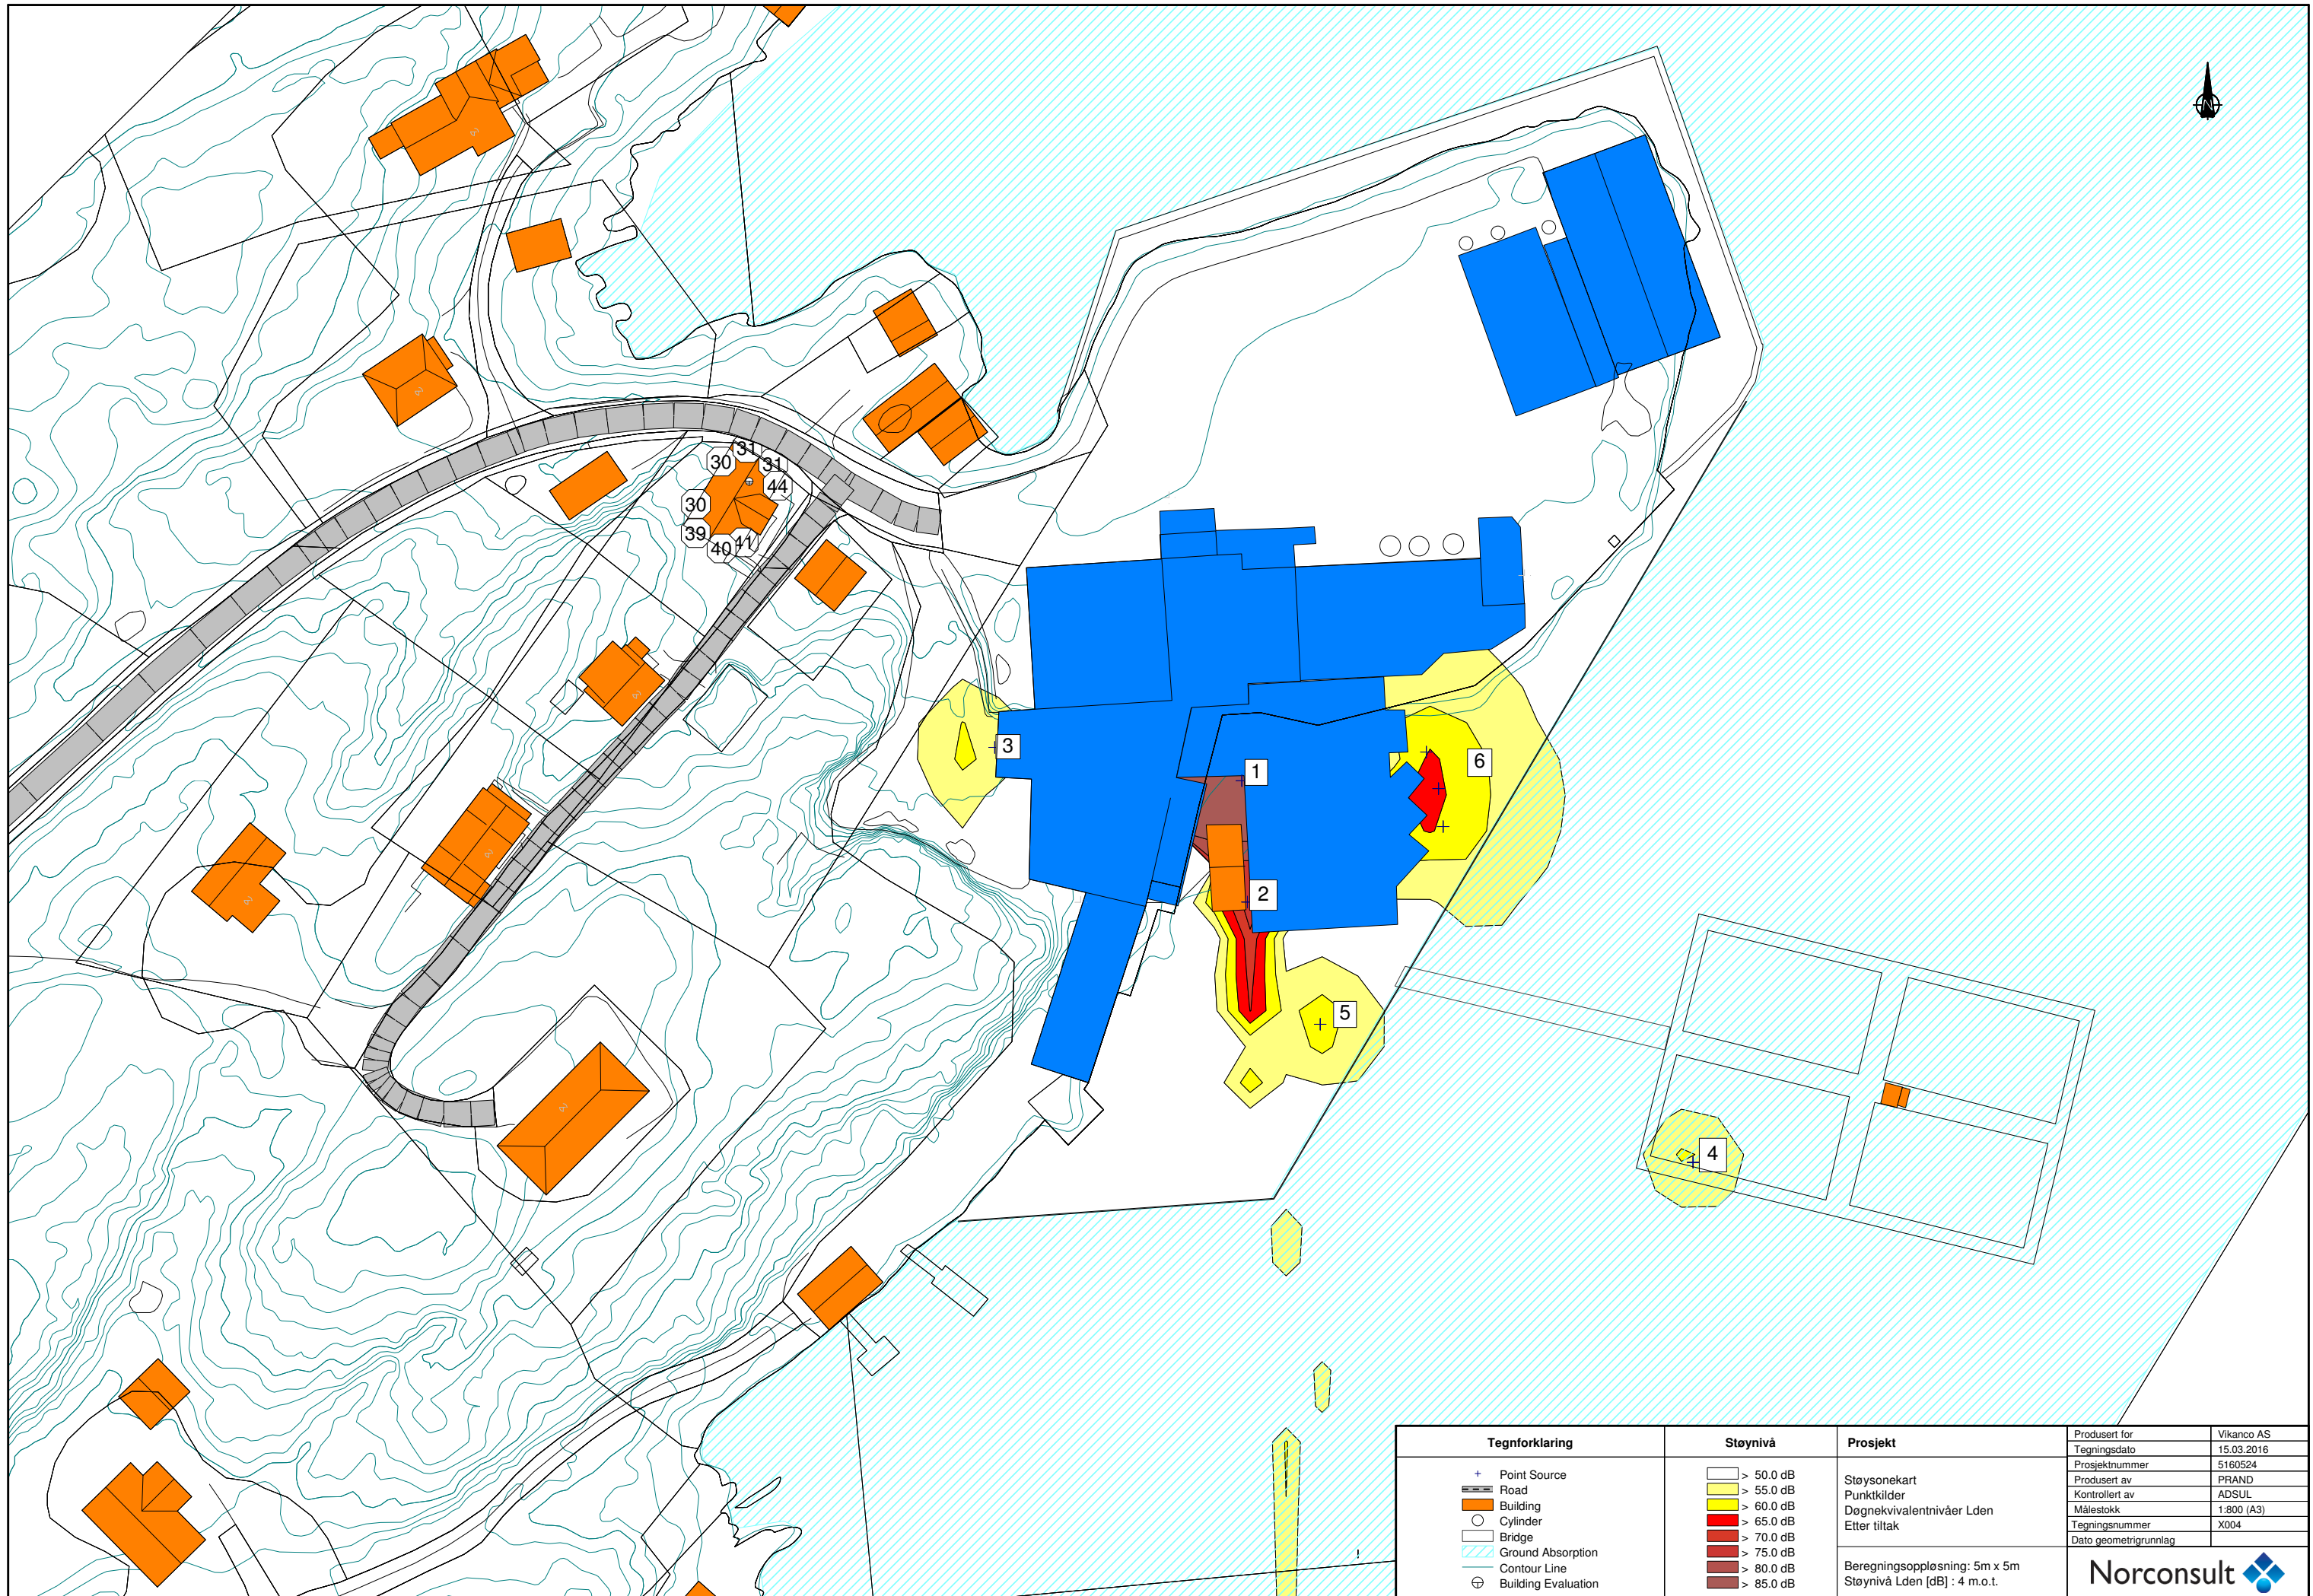 N
31
30
31
44
30
39
40
41
3
1
6
2
5
4
Tegnforklaring
Point Source
Road
Building
Cylinder
Bridge
Ground Absorption
Contour Line
Building Evaluation
Støynivå
> 50.0 dB
> 55.0 dB
> 60.0 dB
> 65.0 dB
> 70.0 dB
> 75.0 dB
> 80.0 dB
> 85.0 dB
Prosjekt
Støysonekart
Punktkilder
Døgnekvivalentnivåer Lden
Etter tiltak
Beregningsoppløsning: 5m x 5m
Støynivå Lden [dB] : 4 m.o.t.
Produsert for Vikanco AS
Tegningsdato 15.03.2016
Prosjektnummer 5160524
Produsert av PRAND
Kontrollert av ADSUL
Målestokk 1:800 (A3)
Tegningsnummer X004
Dato geometrigrunnlag
Norconsult